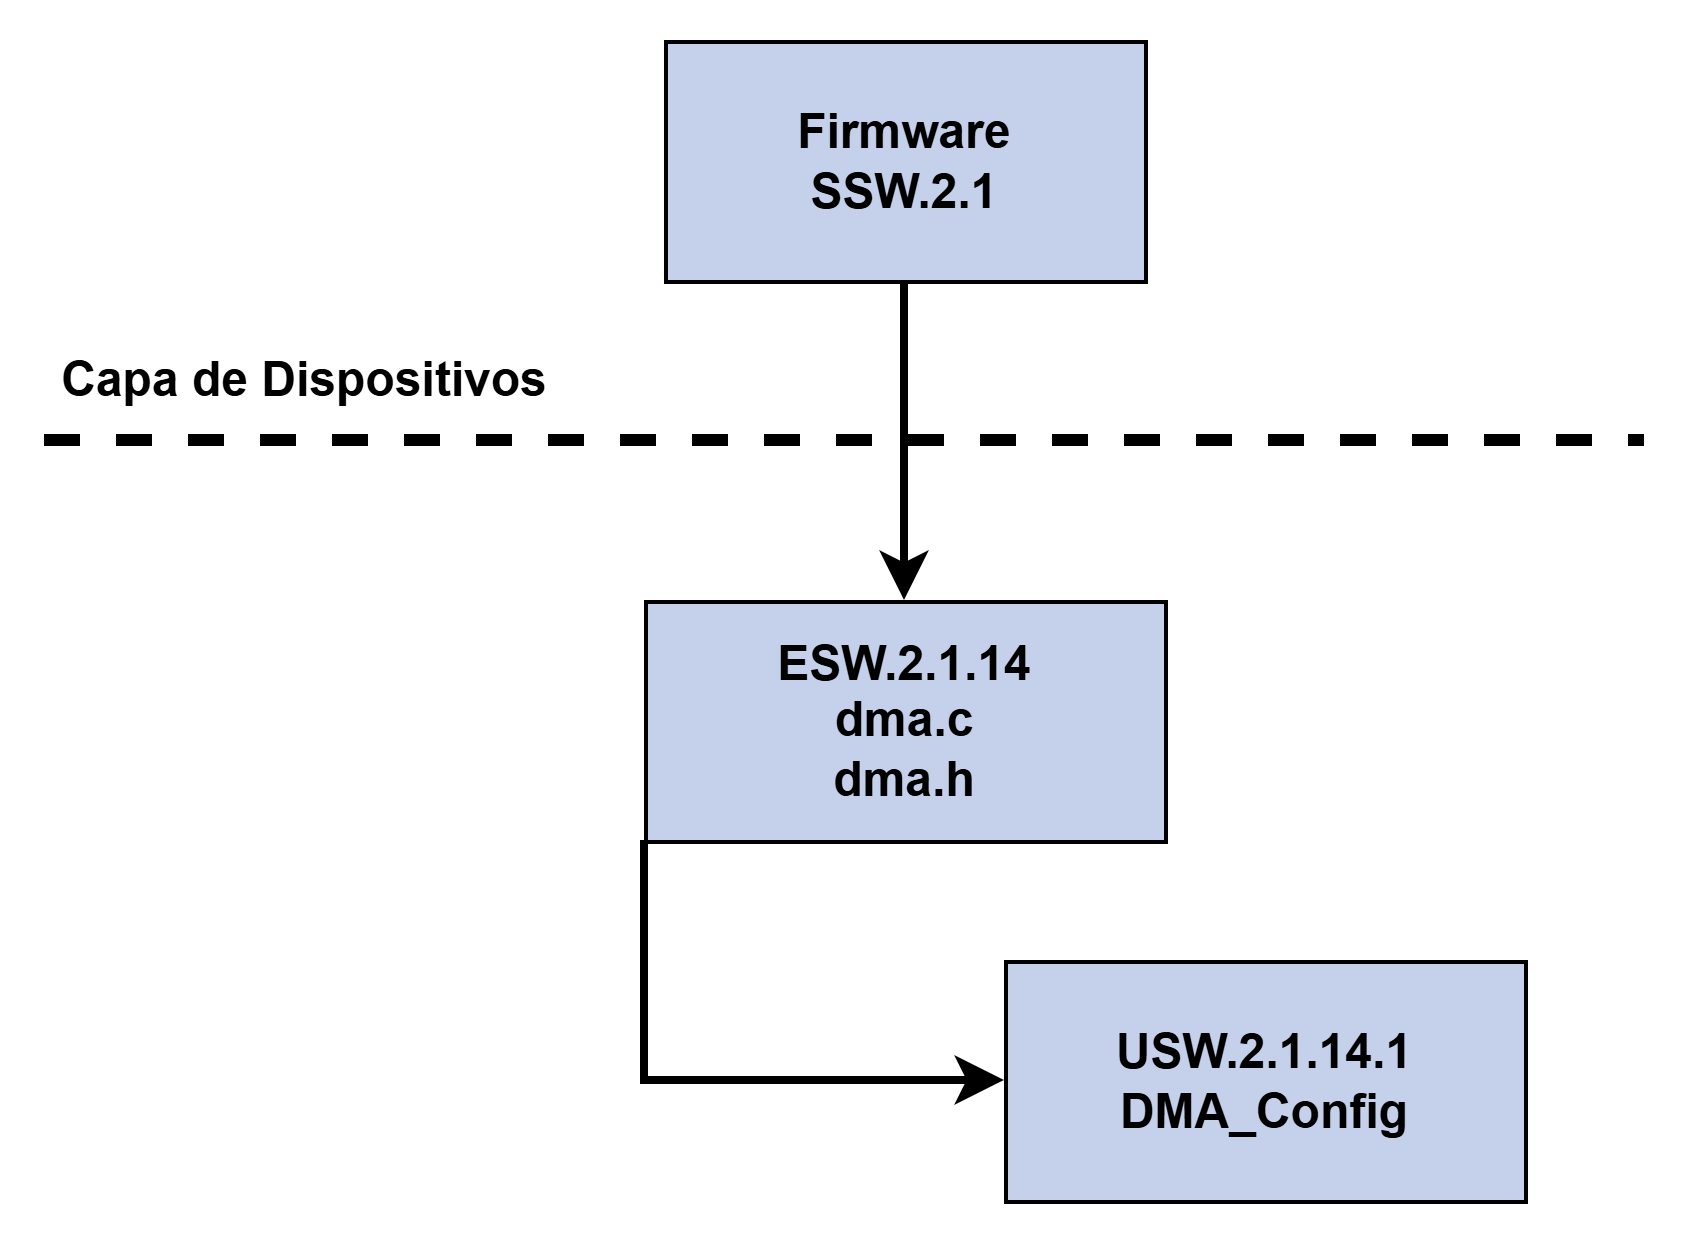 Firmware
SSW.2.1
Capa de Dispositivos
ESW.2.1.14
dma.c
dma.h
USW.2.1.14.1
DMA_Config